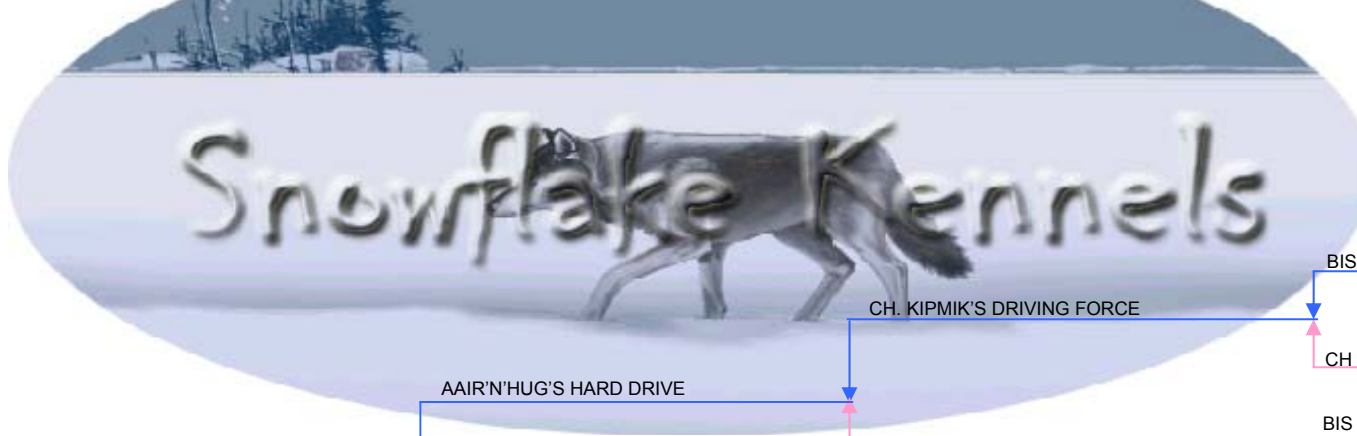 Snowflake Kennels
BIS
CH. KIPMIK'S DRIVING FORCE
CH
AAIR'N'HUG'S HARD DRIVE
BIS